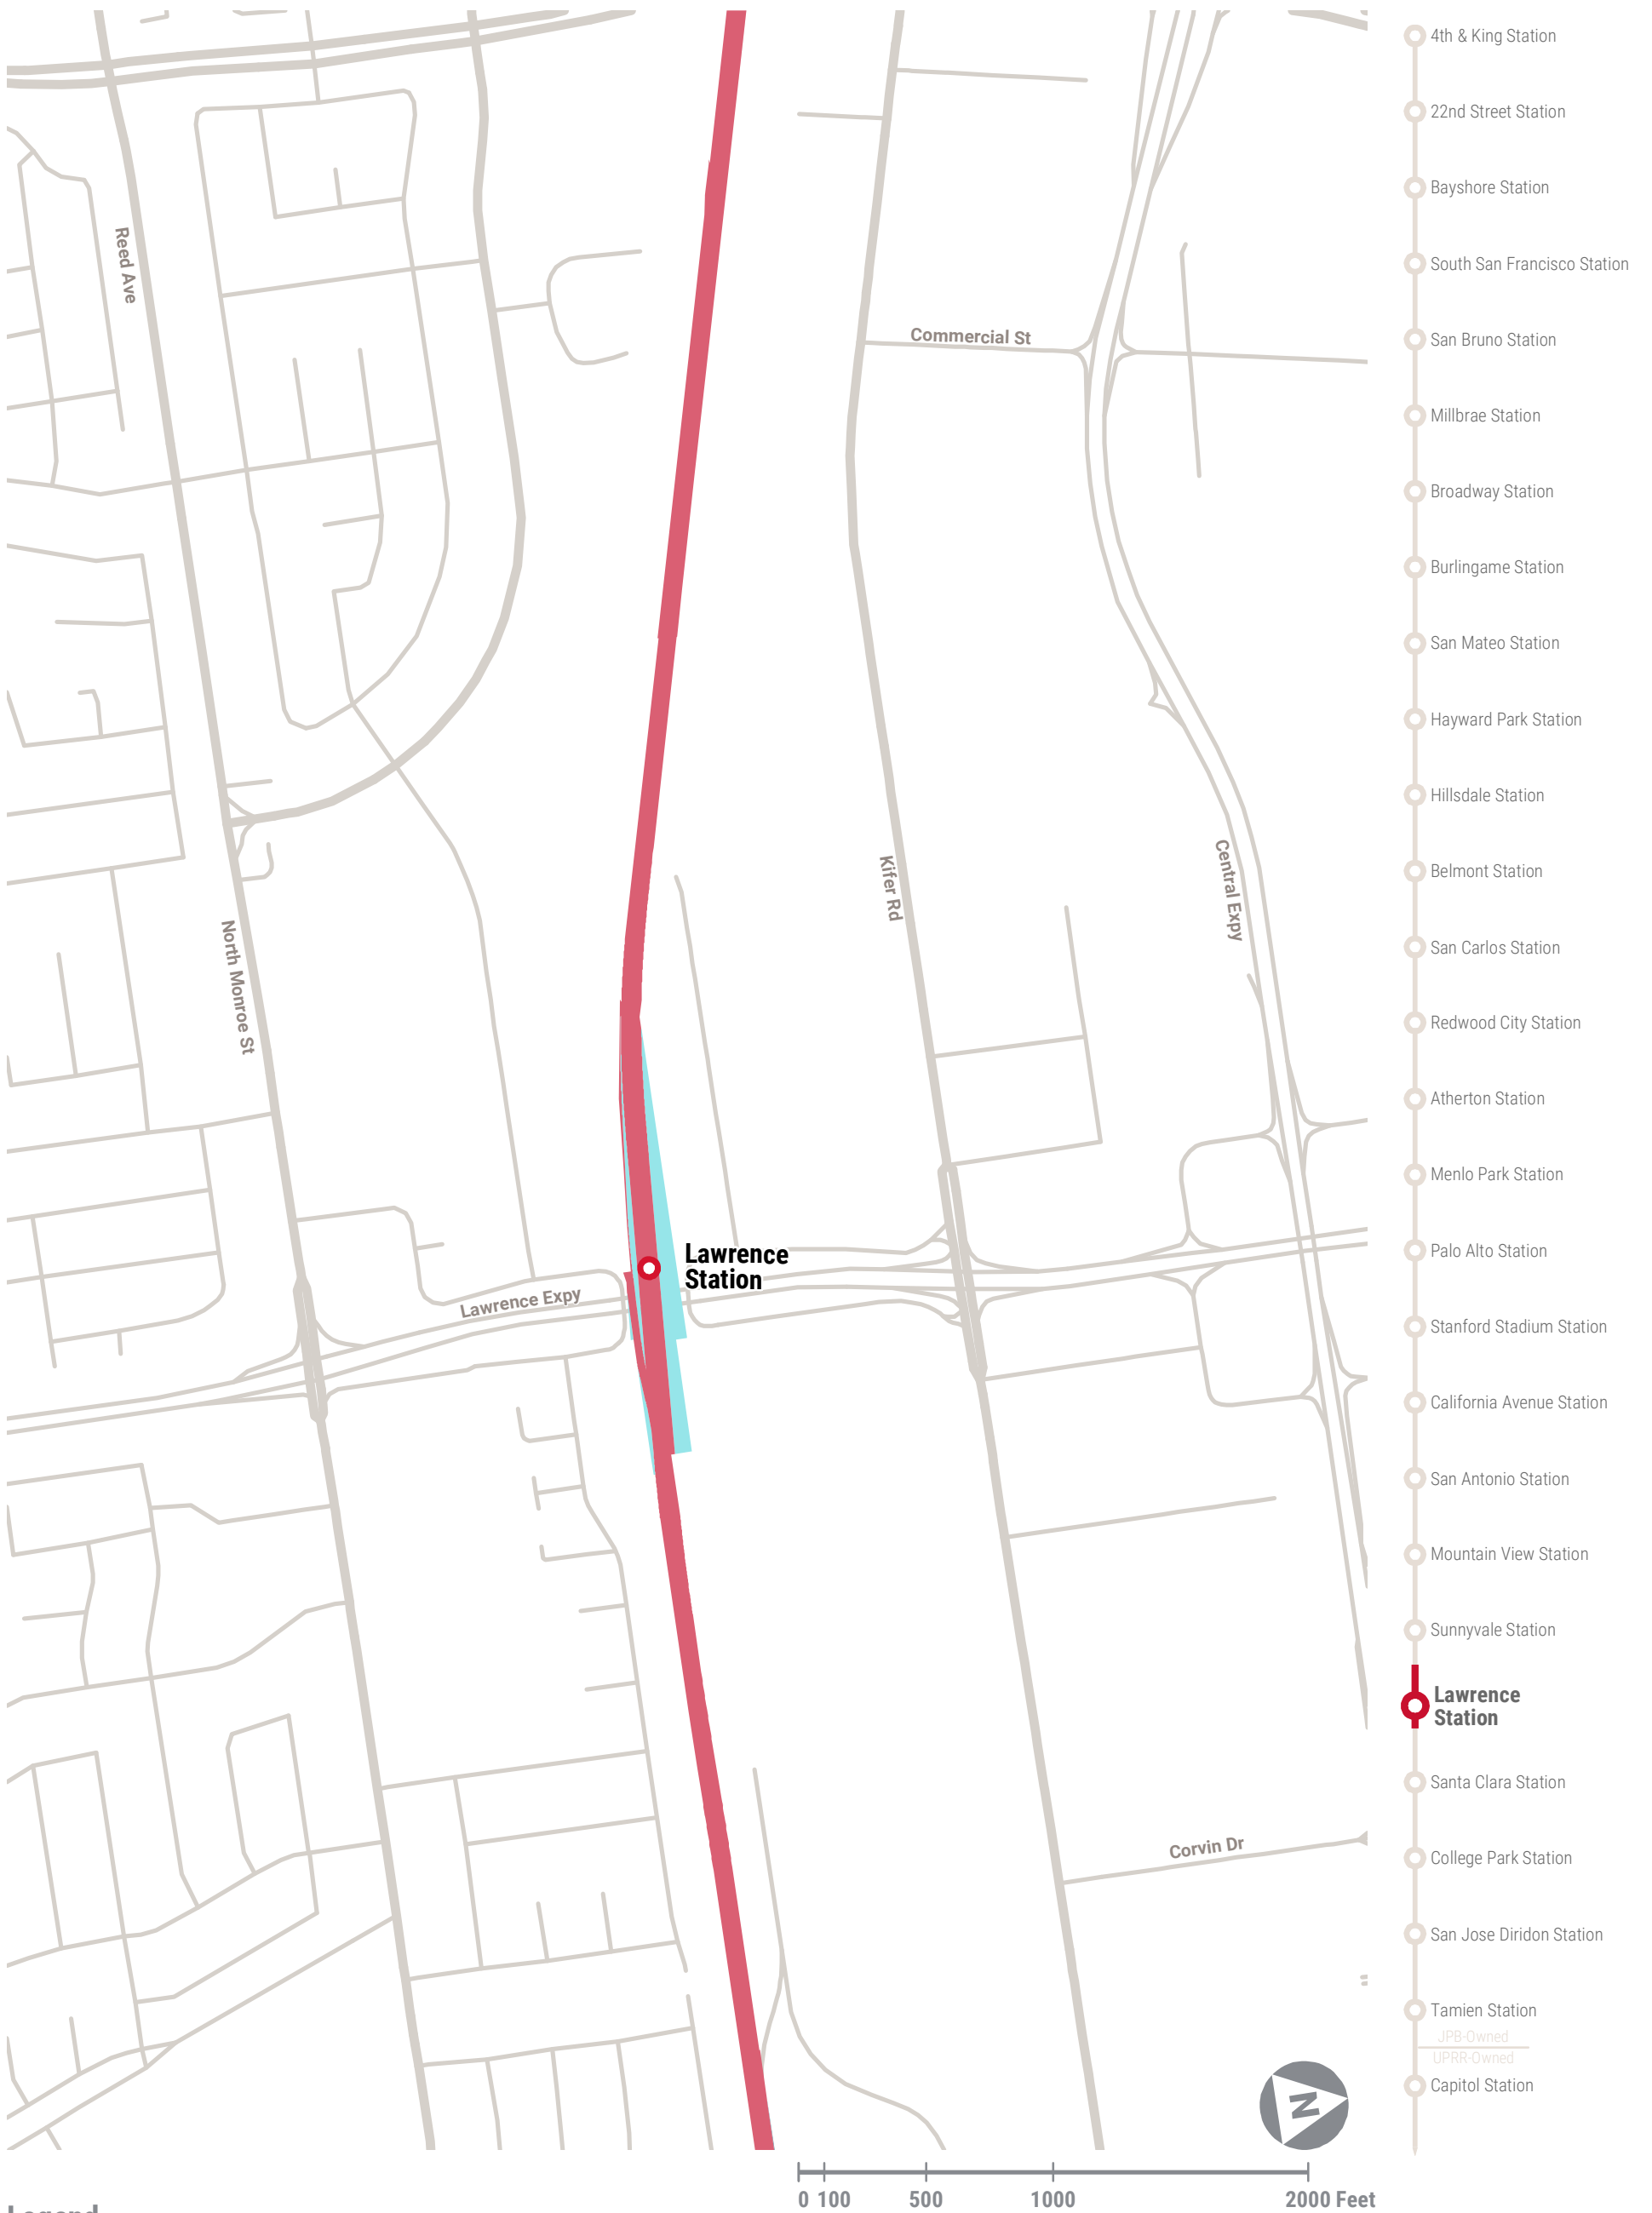 Reed Ave
Commercial St
Kifer Rd
Central Expy
North Monroe St
Lawrence
Station
Lawrence Expy
Corvin Dr
N
0 100 500 1000 2000 Feet
Legend
4th & King Station
22nd Street Station
Bayshore Station
South San Francisco Station
San Bruno Station
Millbrae Station
Broadway Station
Burlingame Station
San Mateo Station
Hayward Park Station
Hillsdale Station
Belmont Station
San Carlos Station
Redwood City Station
Atherton Station
Menlo Park Station
Palo Alto Station
Stanford Stadium Station
California Avenue Station
San Antonio Station
Mountain View Station
Sunnyvale Station
Lawrence
Station
Santa Clara Station
College Park Station
San Jose Diridon Station
Tamien Station
JPB-Owned
UPRR-Owned
Capitol Station